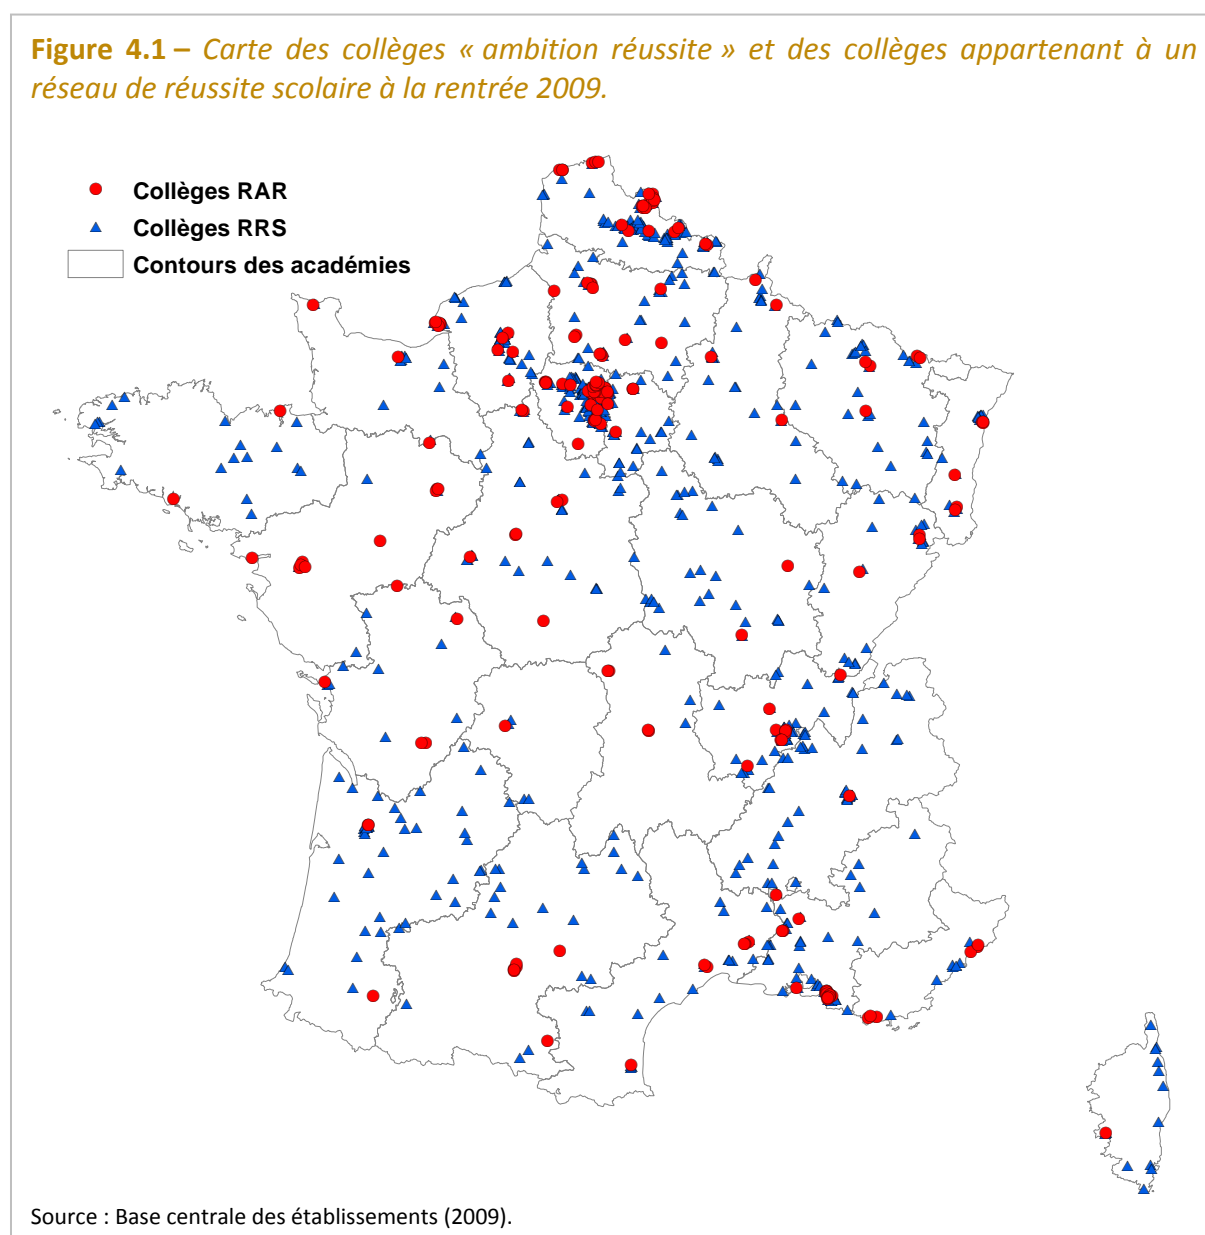 Figure 4.1 – Carte des collèges « ambition réussite » et des collèges appartenant à un
réseau de réussite scolaire à la rentrée 2009.
Collèges RAR
Collèges RRS
Contours des académies
Source : Base centrale des établissements (2009).